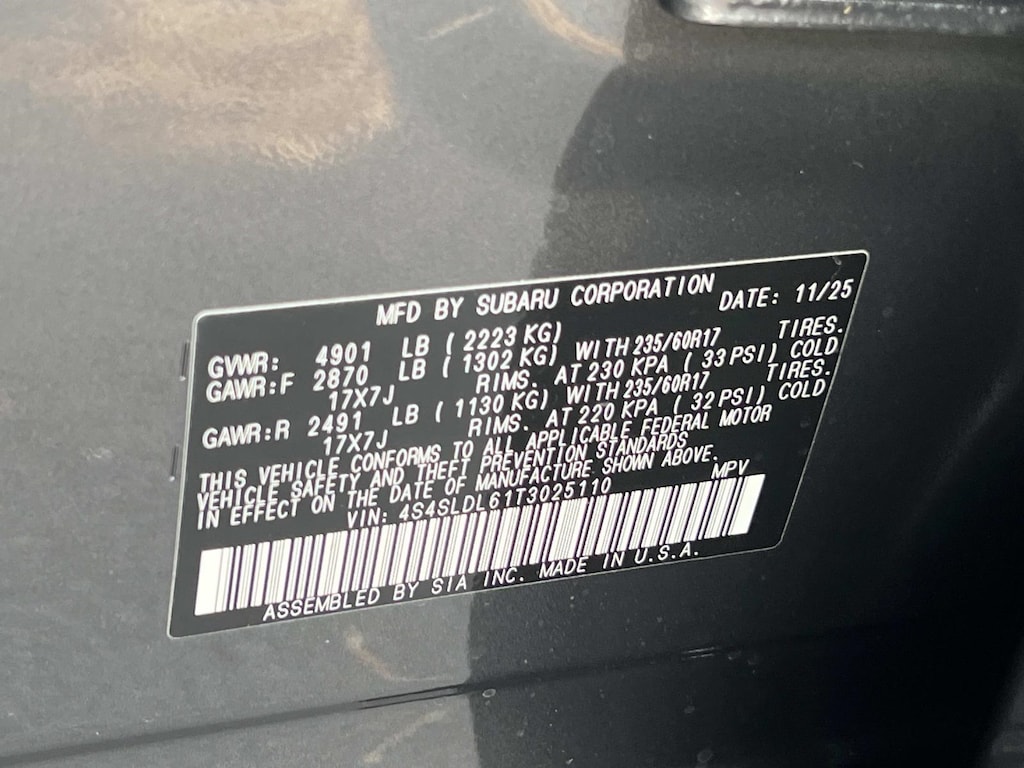 MFD BY SUBARU CORPORATION DATE: 11/25
GVWR: 4901 LB ( 2223 KG)
GAWR:F 2870 LB ( 1302 KG) WITH 235/60R17 TIRES.
17X7J RIMS. AT 230 KPA ( 33 PSI) COLD
GAWR:R 2491 LB ( 1130 KG) WITH 235/60R17 TIRES.
17X7J RIMS. AT 220 KPA ( 32 PSI) COLD
THIS VEHICLE CONFORMS TO ALL APPLICABLE FEDERAL MOTOR
VEHICLE SAFETY AND THEFT PREVENTION STANDARDS
IN EFFECT ON THE DATE OF MANUFACTURE SHOWN ABOVE.
VIN: 4S4SLDL61T3025110 MPV
ASSEMBLED BY SIA INC. MADE IN U.S.A.